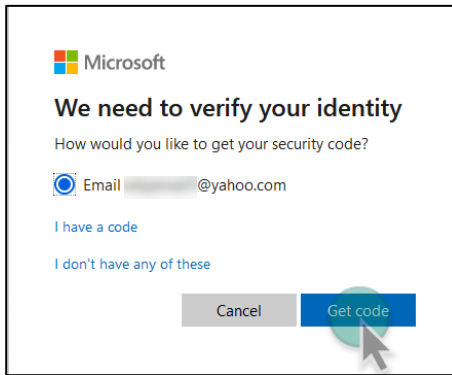 Microsoft
We need to verify your identity
How would you like to get your security code?
Email @yahoo.com
I have a code
I don't have any of these
Cancel
Get code